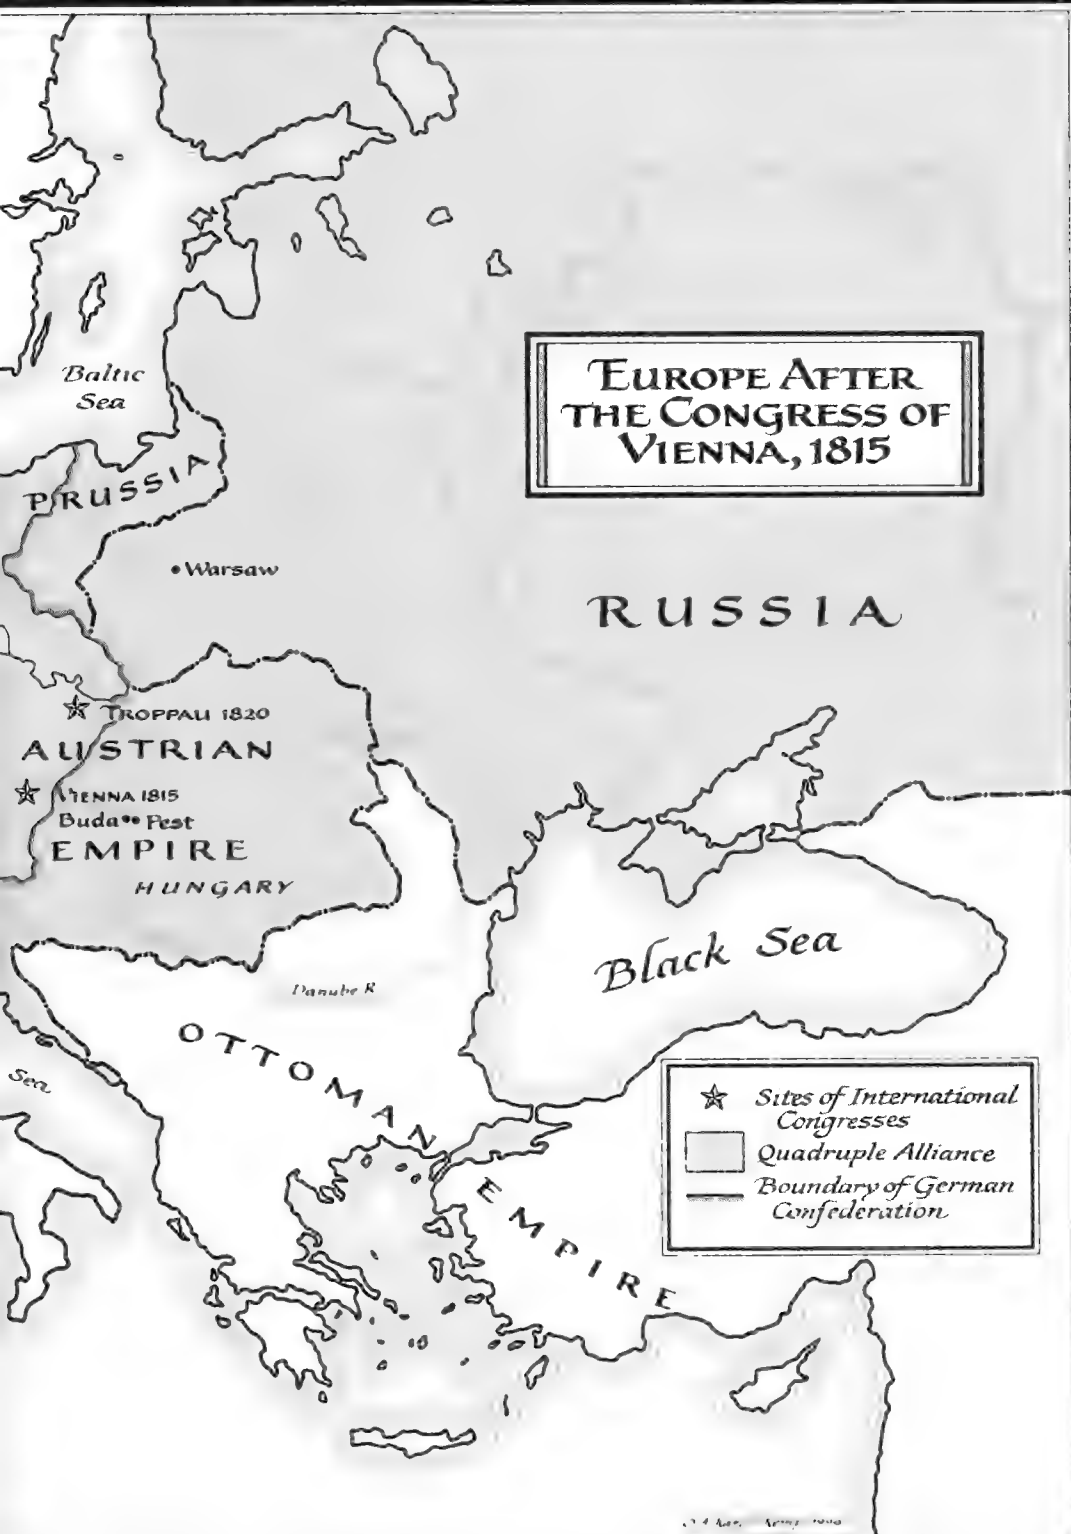 Baltic
Sea
EUROPE AFTER
THE CONGRESS OF
VIENNA, 1815
PRUSSIA
Warsaw
RUSSIA
TROPPAU 1820
AUSTRIAN
VIENNA 1815
Buda Pest
EMPIRE
HUNGARY
Black Sea
Danube R
OTTOMAN
EMPIRE
Sea
Sites of International
Congresses
Quadruple Alliance
Boundary of German
Confederation